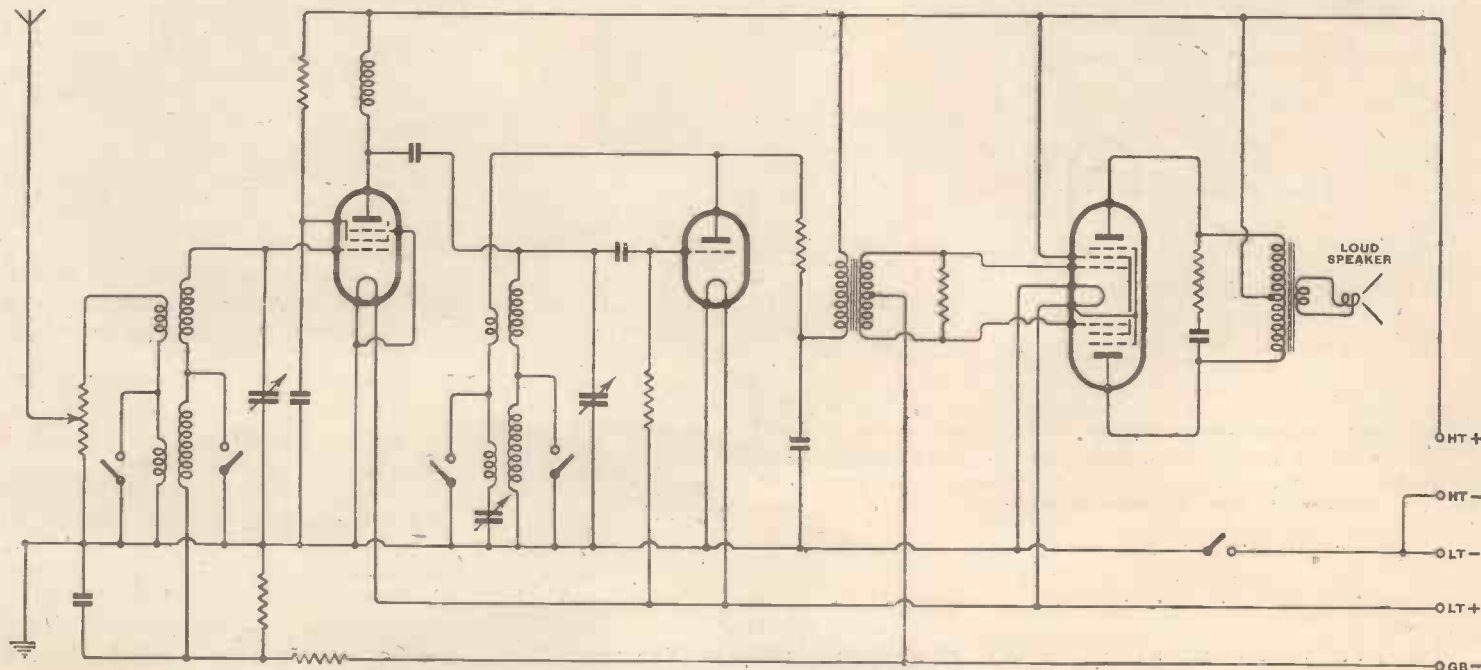 LOUD
SPEAKER
HT+
HT-
LT-
LT+
GB-